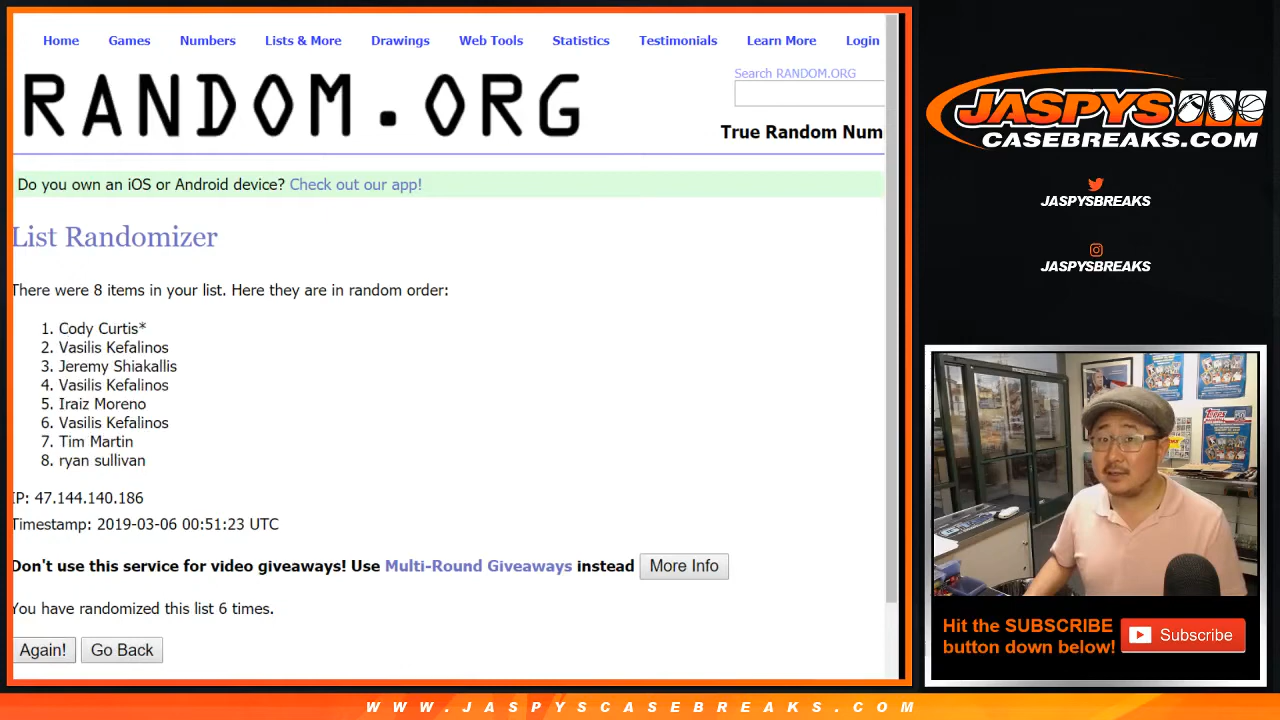 Home Games Numbers Lists & More Drawings Web Tools Statistics Testimonials Learn More Login
RANDOM.ORG
Search RANDOM.ORG
True Random Num
Do you own an iOS or Android device? Check out our app!
List Randomizer
There were 8 items in your list. Here they are in random order:
1. Cody Curtis*
2. Vasilis Kefalinos
3. Jeremy Shiakallis
4. Vasilis Kefalinos
5. Iraiz Moreno
6. Vasilis Kefalinos
7. Tim Martin
8. ryan sullivan
IP: 47.144.140.186
Timestamp: 2019-03-06 00:51:23 UTC
Don't use this service for video giveaways! Use Multi-Round Giveaways instead More Info
You have randomized this list 6 times.
Again! Go Back
JASPYS
CASEBREAKS.COM
JASPYSBREAKS
JASPYSBREAKS
Topps
Hit the SUBSCRIBE
button down below!
Subscribe
WWW.JASPYSCASEBREAKS.COM